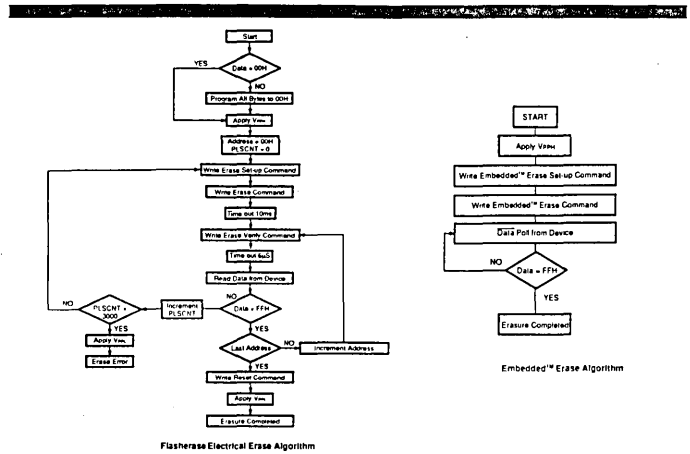 Start
Data = 00H
YES
NO
Program All Bytes to 00H
Apply VPPH
Address = 00H
PLSCNT = 0
Write Erase Set-up Command
Write Erase Command
Time out 10ms
Write Erase Verify Command
Time out 6µS
Read Data from Device
Data = FFH
NO
YES
Increment
PLSCNT
PLSCNT =
3000
NO
YES
Apply VPPL
Erase Error
Last Address
NO
YES
Increment Address
Write Reset Command
Apply VPPL
Erasure Completed
Flasherase Electrical Erase Algorithm
START
Apply VPPH
Write Embedded™ Erase Set-up Command
Write Embedded™ Erase Command
Data Poll from Device
Data = FFH
NO
YES
Erasure Completed
Embedded™ Erase Algorithm